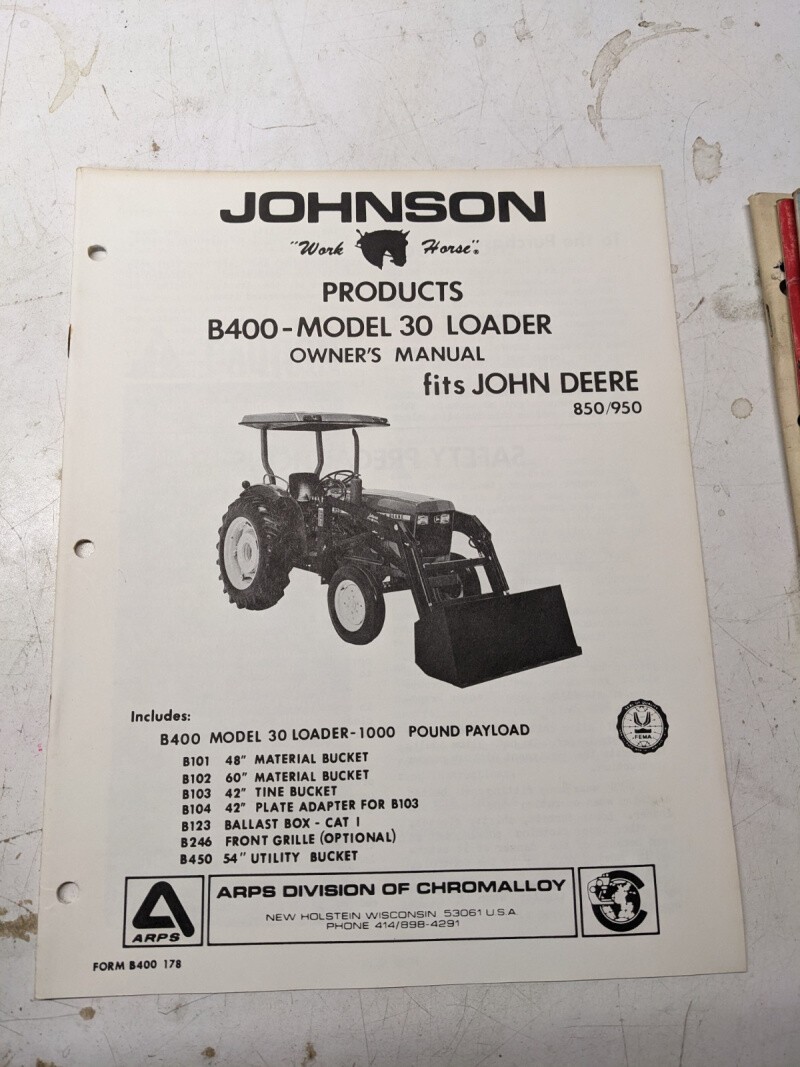 JOHNSON
"Work Horse"®
PRODUCTS
B400-MODEL 30 LOADER
OWNER'S MANUAL
fits JOHN DEERE
850/950
Includes:
B400 MODEL 30 LOADER-1000 POUND PAYLOAD
B101 48" MATERIAL BUCKET
B102 60" MATERIAL BUCKET
B103 42" TINE BUCKET
B104 42" PLATE ADAPTER FOR B103
B123 BALLAST BOX - CAT I
B246 FRONT GRILLE (OPTIONAL)
B450 54" UTILITY BUCKET
FEMA
ARPS
ARPS DIVISION OF CHROMALLOY
NEW HOLSTEIN WISCONSIN 53061 U.S.A.
PHONE 414/898-4291
FORM B400 178